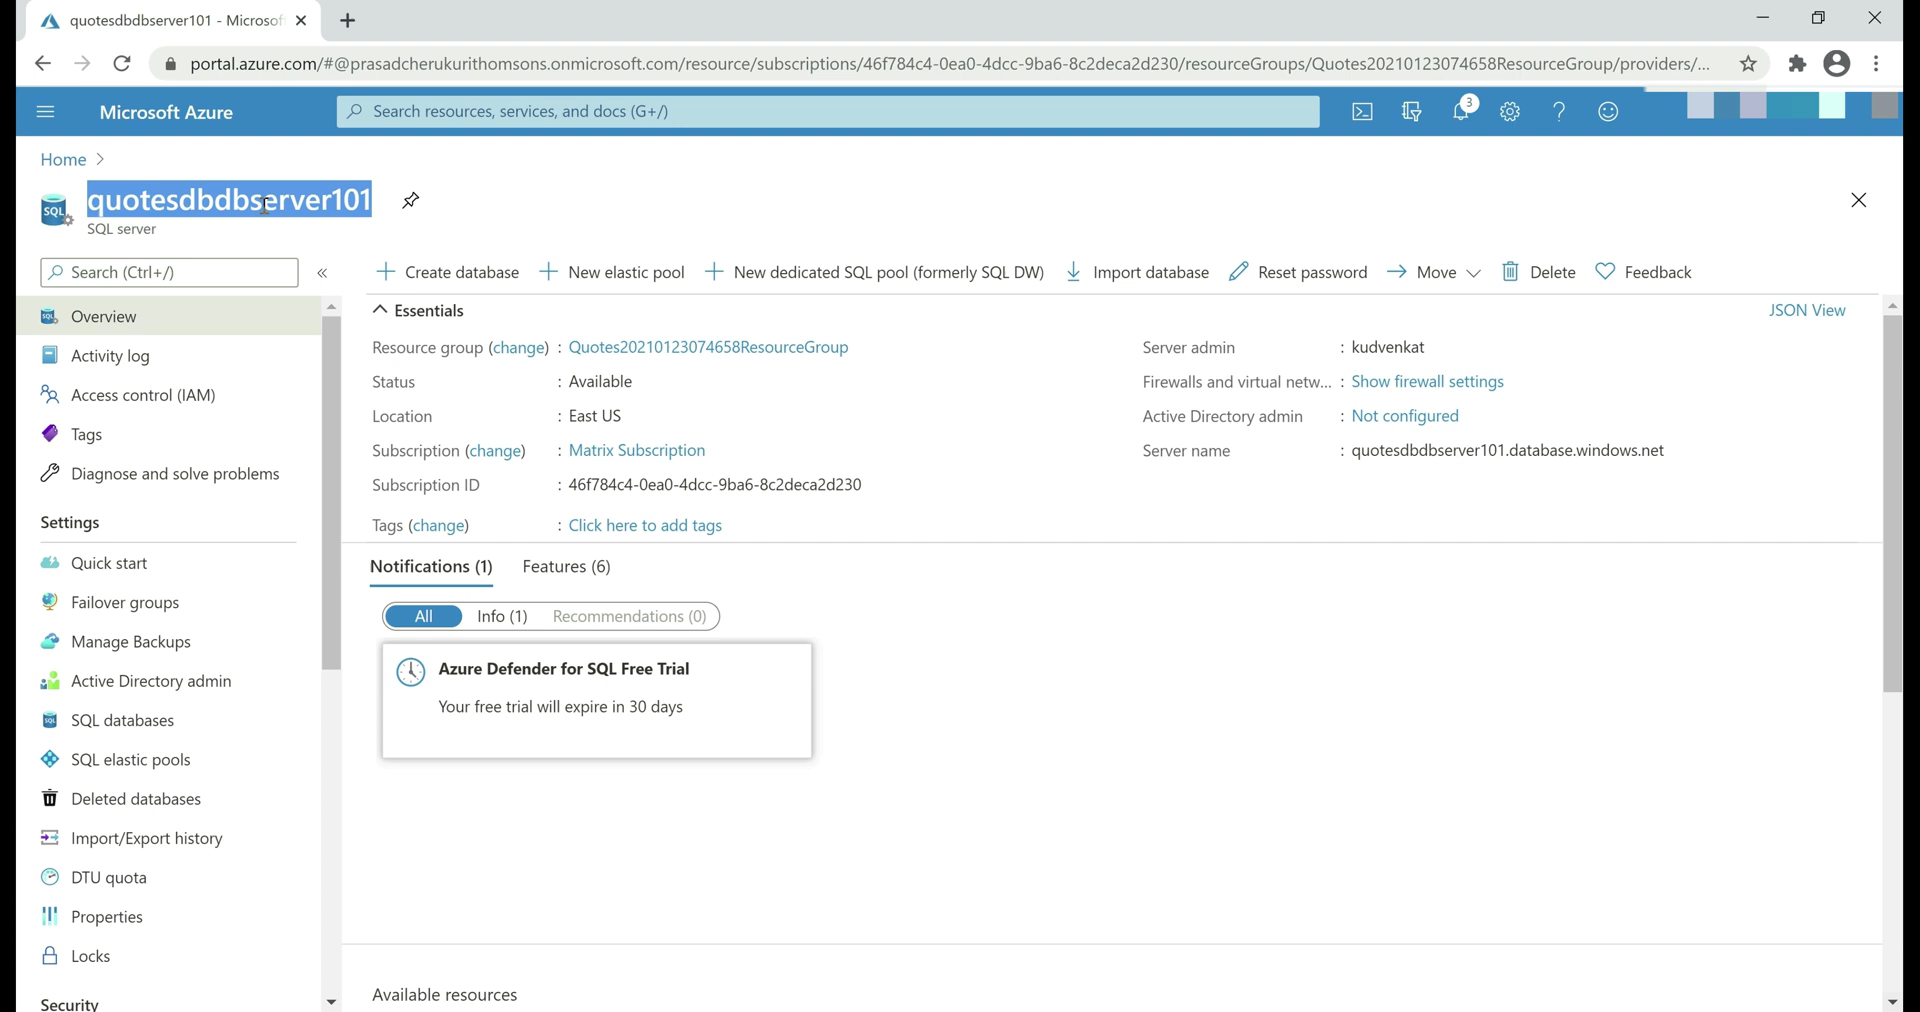 quotesdbdbserver101 - Microsof
portal.azure.com/#@prasadcherukurithomsons.onmicrosoft.com/resource/subscriptions/46f784c4-0ea0-4dcc-9ba6-8c2deca2d230/resourceGroups/Quotes20210123074658ResourceGroup/providers/...
Microsoft Azure
Search resources, services, and docs (G+/)
3
Home
quotesdbdbserver101
SQL
SQL server
Search (Ctrl+/)
Create database
New elastic pool
New dedicated SQL pool (formerly SQL DW)
Import database
Reset password
Move
Delete
Feedback
Overview
Activity log
Access control (IAM)
Tags
Diagnose and solve problems
Settings
Quick start
Failover groups
Manage Backups
Active Directory admin
SQL databases
SQL elastic pools
Deleted databases
Import/Export history
DTU quota
Properties
Locks
Security
Essentials
JSON View
Resource group (change) : Quotes20210123074658ResourceGroup
Status : Available
Location : East US
Subscription (change) : Matrix Subscription
Subscription ID : 46f784c4-0ea0-4dcc-9ba6-8c2deca2d230
Tags (change) : Click here to add tags
Server admin : kudvenkat
Firewalls and virtual netw... : Show firewall settings
Active Directory admin : Not configured
Server name : quotesdbdbserver101.database.windows.net
Notifications (1)
Features (6)
All
Info (1)
Recommendations (0)
Azure Defender for SQL Free Trial
Your free trial will expire in 30 days
Available resources